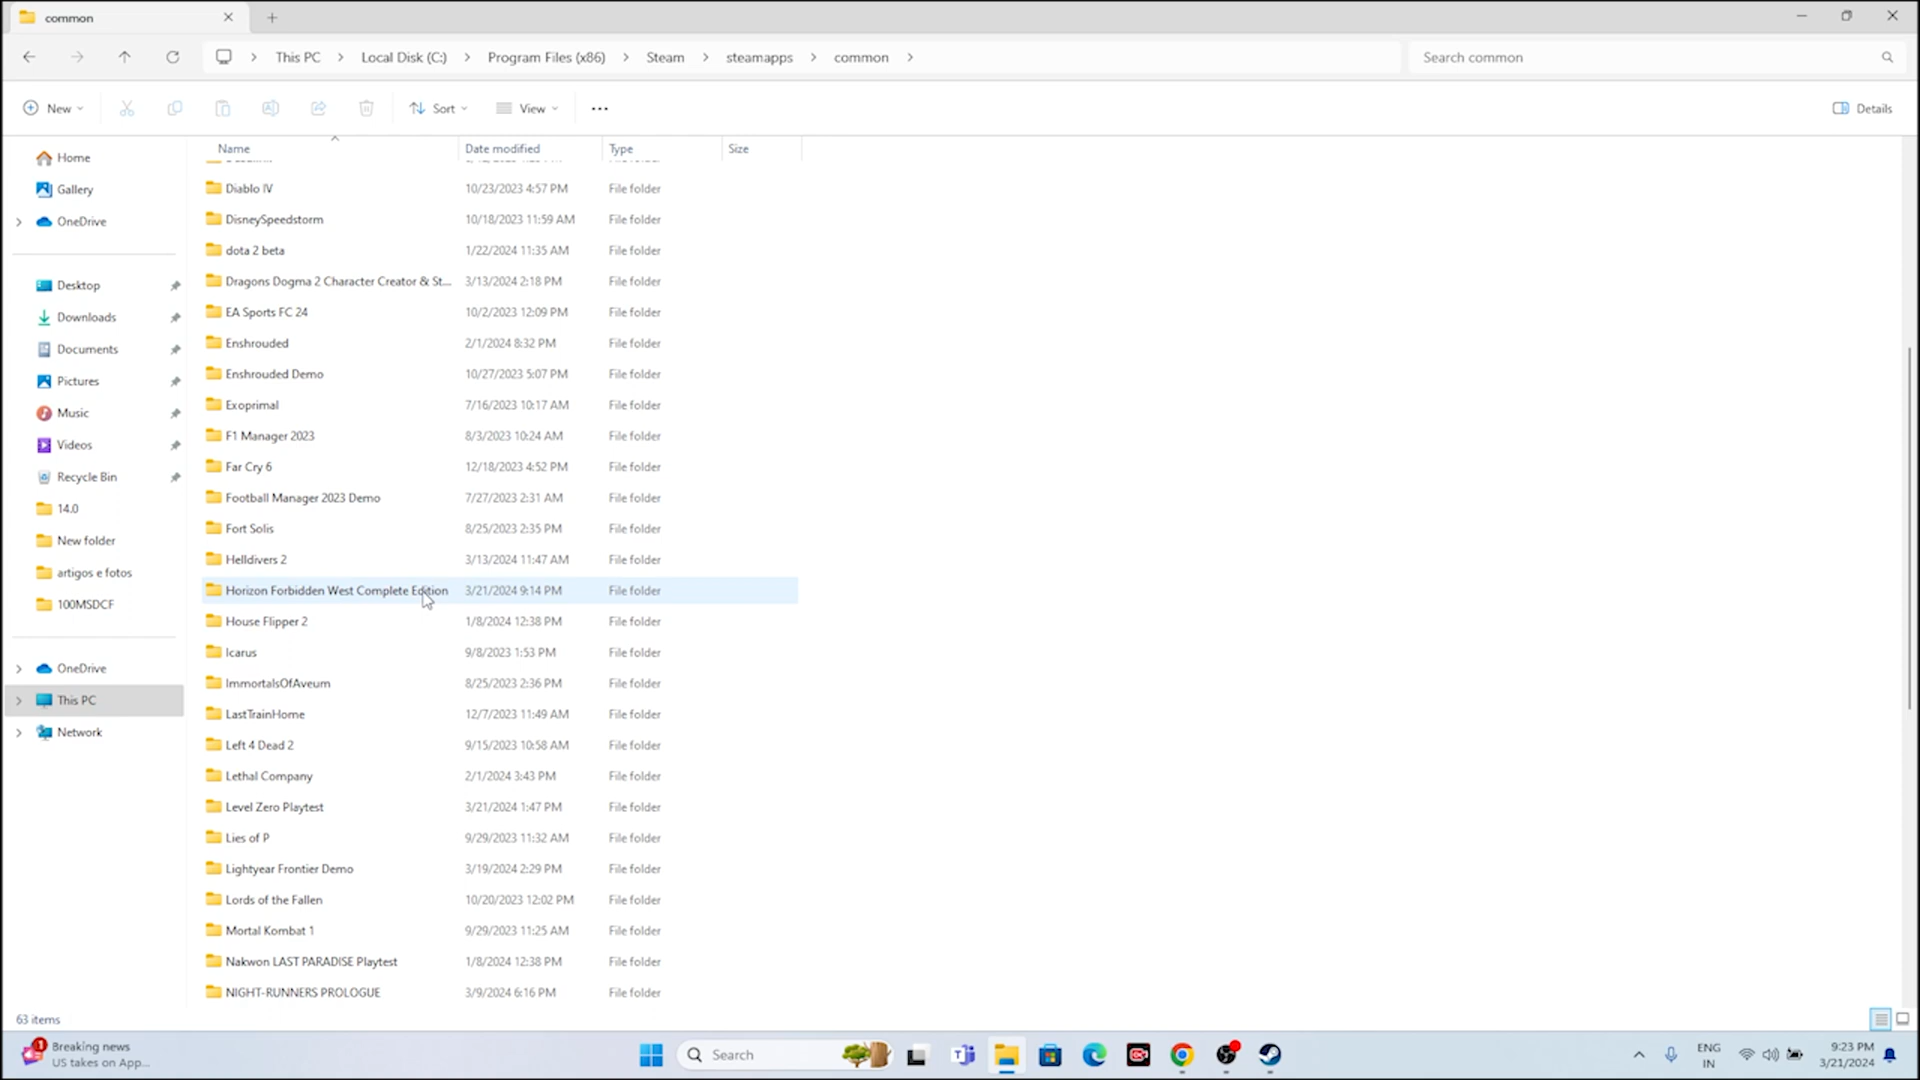 common
This PC
Local Disk (C:)
Program Files (x86)
Steam
steamapps
common
Search common
New
Sort
View
Details
Name
Date modified
Type
Size
Home
Gallery
OneDrive
Desktop
Downloads
Documents
Pictures
Music
Videos
Recycle Bin
14.0
New folder
artigos e fotos
100MSDCF
OneDrive
This PC
Network
Diablo IV 10/23/2023 4:57 PM File folder
DisneySpeedstorm 10/18/2023 11:59 AM File folder
dota 2 beta 1/22/2024 11:35 AM File folder
Dragons Dogma 2 Character Creator & St... 3/13/2024 2:18 PM File folder
EA Sports FC 24 10/2/2023 12:09 PM File folder
Enshrouded 2/1/2024 8:32 PM File folder
Enshrouded Demo 10/27/2023 5:07 PM File folder
Exoprimal 7/16/2023 10:17 AM File folder
F1 Manager 2023 8/3/2023 10:24 AM File folder
Far Cry 6 12/18/2023 4:52 PM File folder
Football Manager 2023 Demo 7/27/2023 2:31 AM File folder
Fort Solis 8/25/2023 2:35 PM File folder
Helldivers 2 3/13/2024 11:47 AM File folder
Horizon Forbidden West Complete Edition 3/21/2024 9:14 PM File folder
House Flipper 2 1/8/2024 12:38 PM File folder
Icarus 9/8/2023 1:53 PM File folder
ImmortalsOfAveum 8/25/2023 2:36 PM File folder
LastTrainHome 12/7/2023 11:49 AM File folder
Left 4 Dead 2 9/15/2023 10:58 AM File folder
Lethal Company 2/1/2024 3:43 PM File folder
Level Zero Playtest 3/21/2024 1:47 PM File folder
Lies of P 9/29/2023 11:32 AM File folder
Lightyear Frontier Demo 3/19/2024 2:29 PM File folder
Lords of the Fallen 10/20/2023 12:02 PM File folder
Mortal Kombat 1 9/29/2023 11:25 AM File folder
Nakwon LAST PARADISE Playtest 1/8/2024 12:38 PM File folder
NIGHT-RUNNERS PROLOGUE 3/9/2024 6:16 PM File folder
63 items
1
Breaking news
US takes on App...
Search
ENG
IN
9:23 PM
3/21/2024